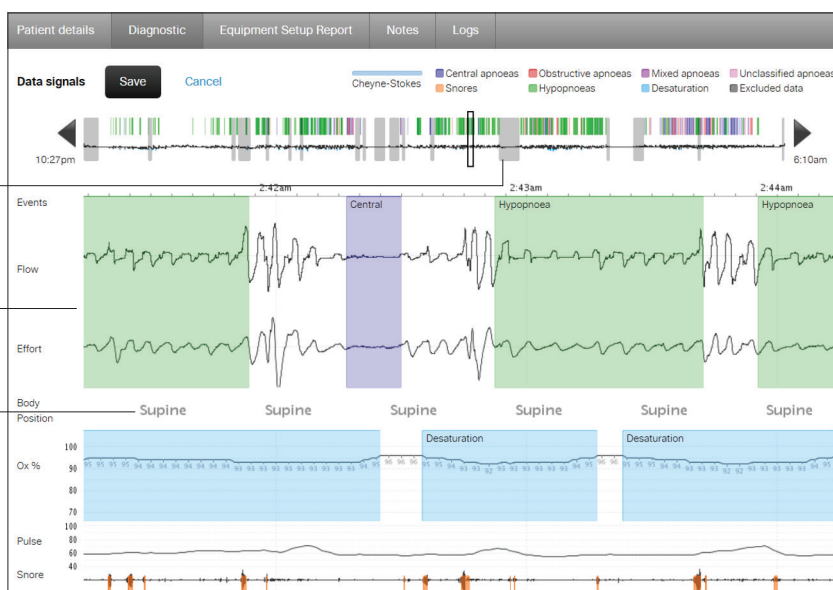 Patient details Diagnostic Equipment Setup Report Notes Logs
Data signals Save Cancel Cheyne-Stokes Central apnoeas Obstructive apnoeas Mixed apnoeas Unclassified apnoeas
Snores Hypopnoeas Desaturation Excluded data
10:27pm 6:10am
2:42am 2:43am 2:44am
Events Central Hypopnoea Hypopnoea
Flow
Effort
Body
Position Supine Supine Supine Supine Supine Supine
Desaturation Desaturation
100
Ox % 90
80
70
100
Pulse 80
60
40
Snore